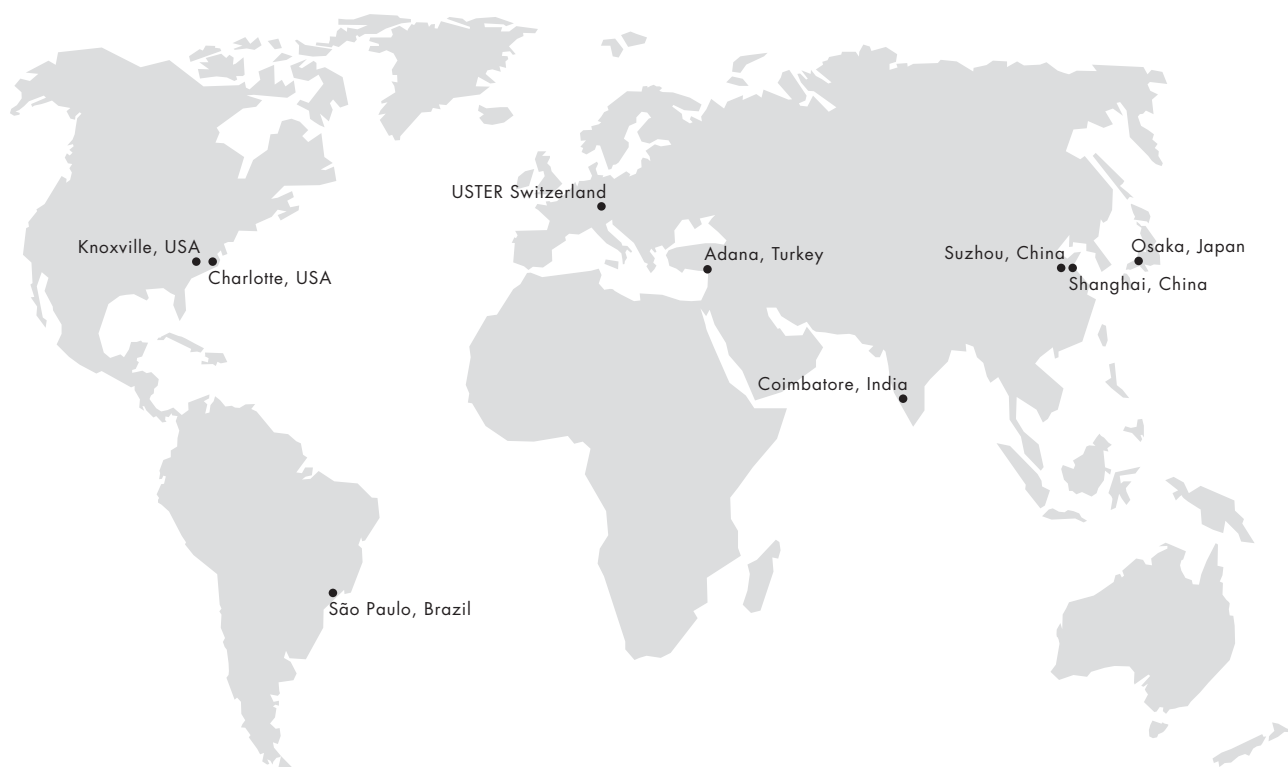 USTER Switzerland
Knoxville, USA
Charlotte, USA
Adana, Turkey
Suzhou, China
Osaka, Japan
Shanghai, China
Coimbatore, India
São Paulo, Brazil